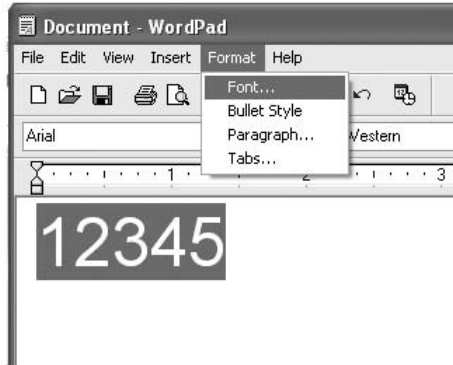 Document - WordPad
File Edit View Insert Format Help
Font...
Bullet Style
Arial Paragraph... Western
Tabs...
1 2 3
12345